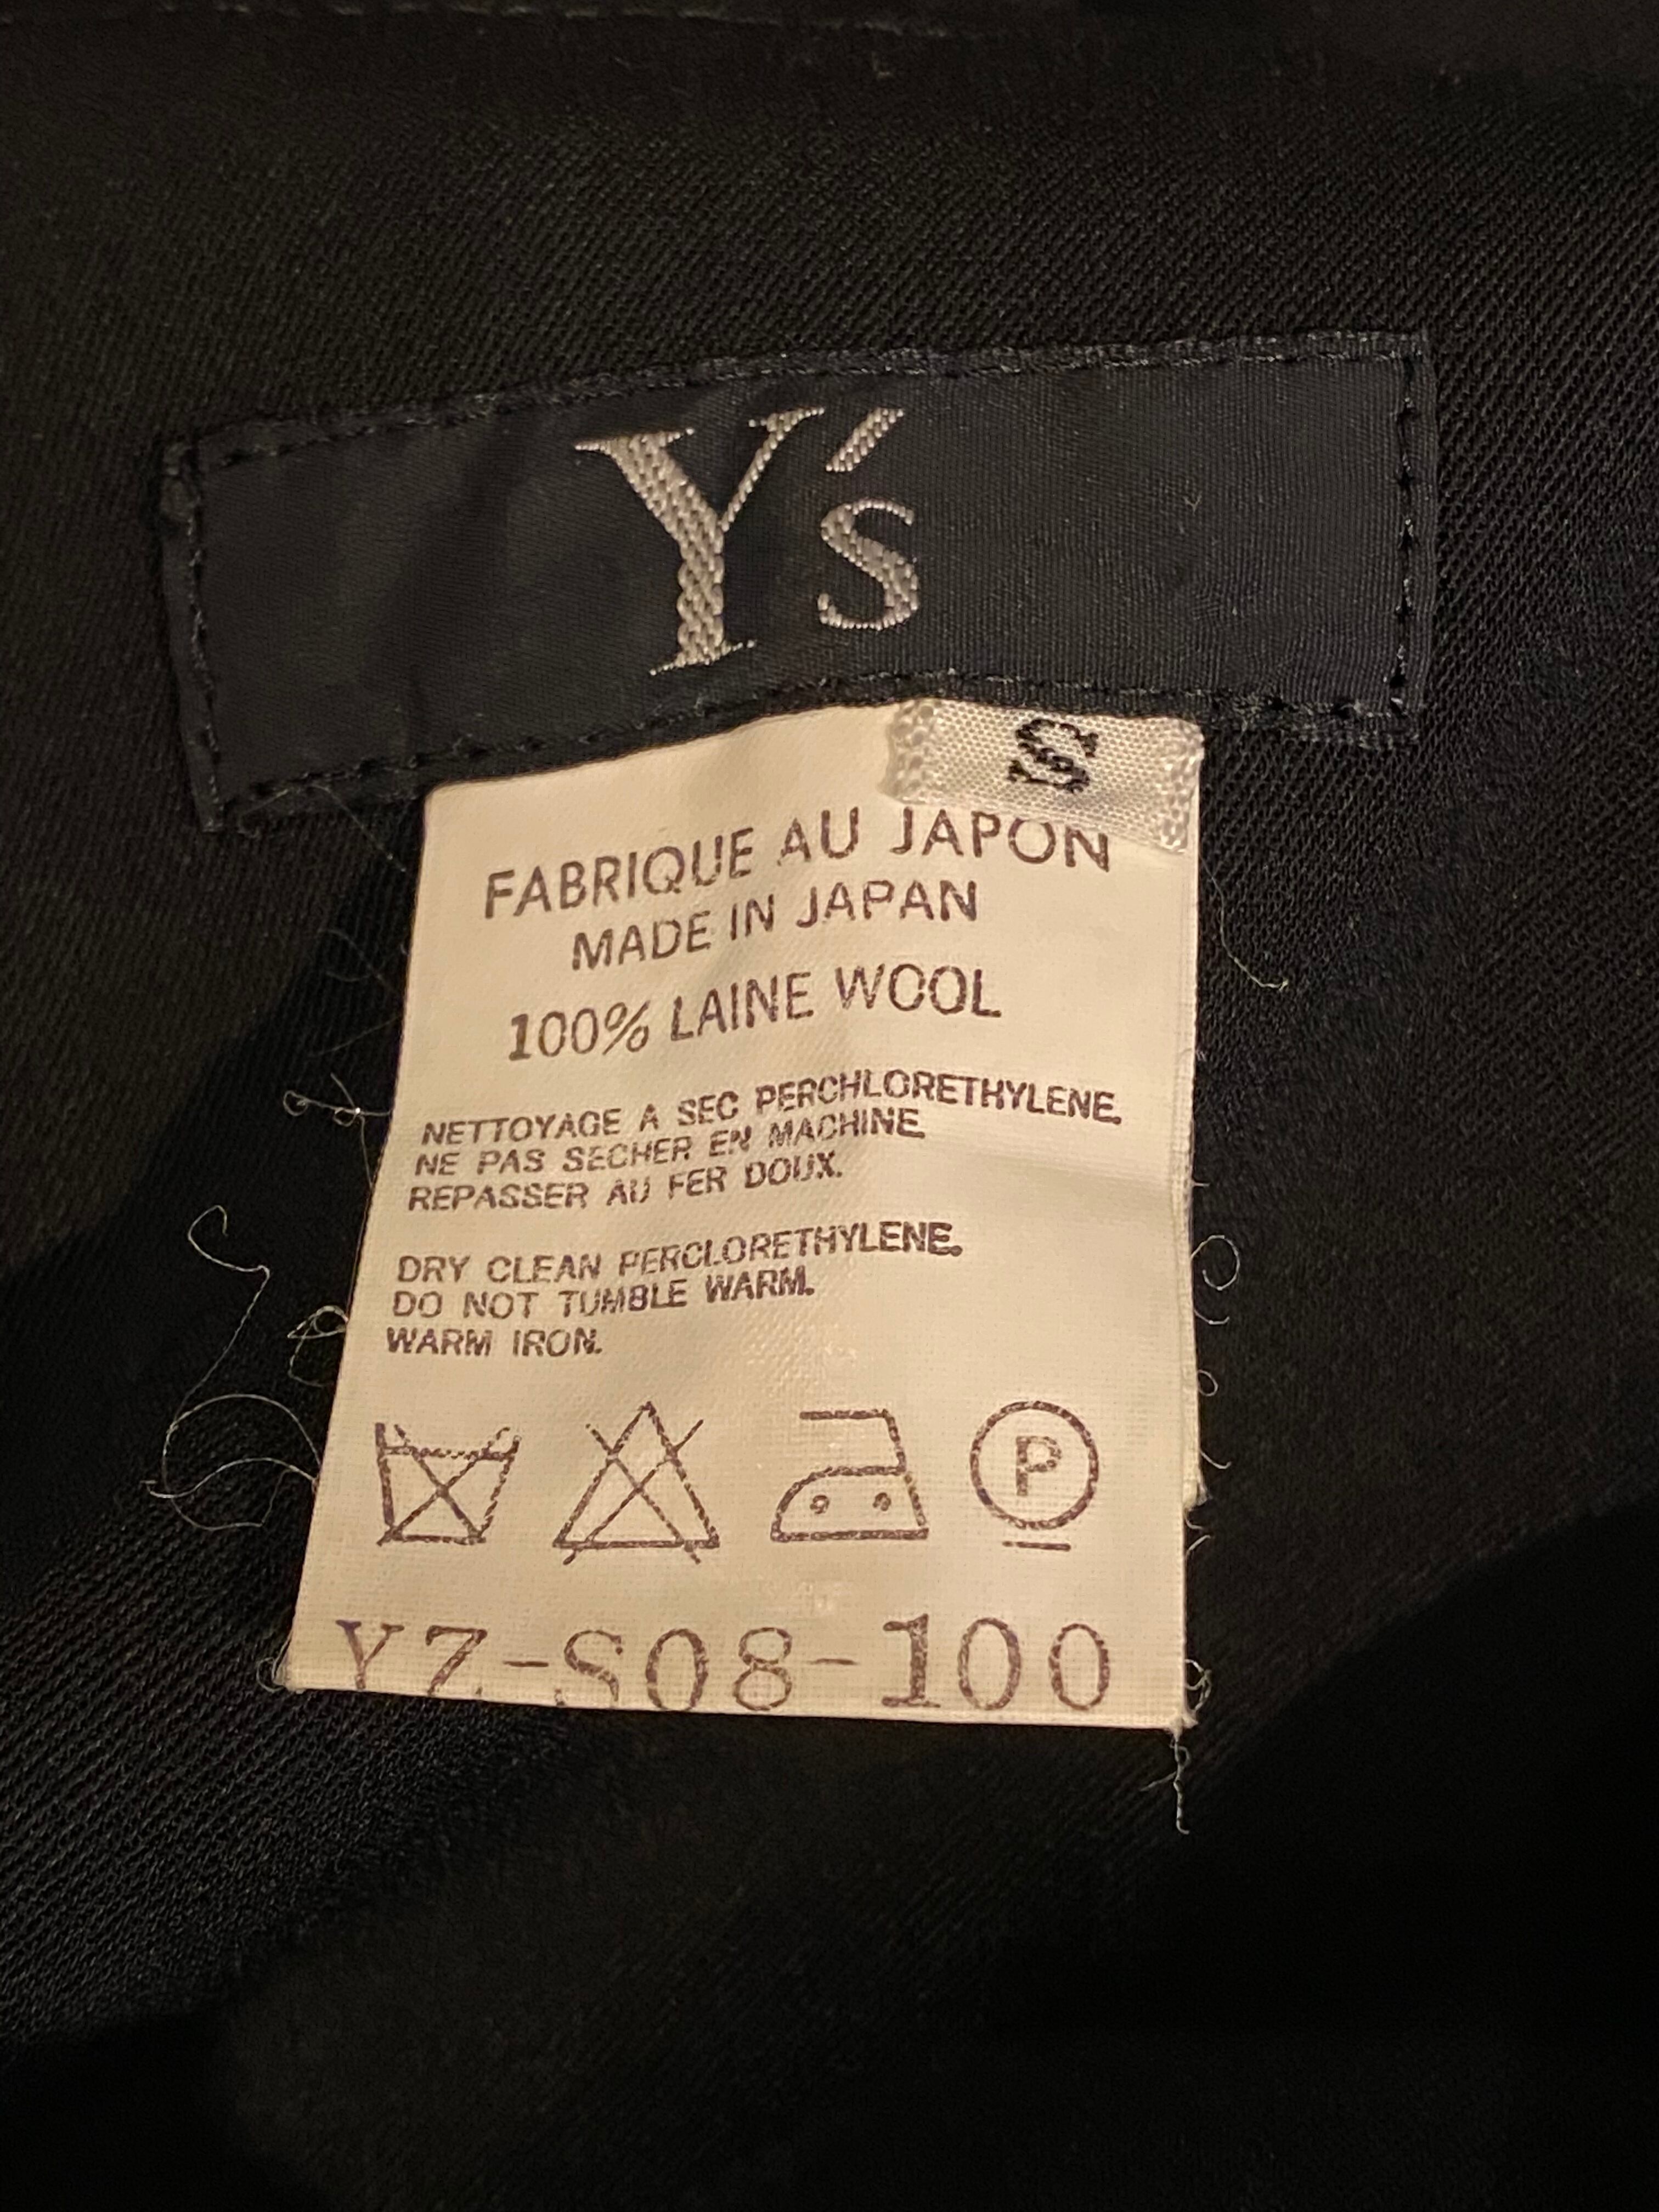 Y's
S
FABRIQUE AU JAPON
MADE IN JAPAN
100% LAINE WOOL
NETTOYAGE A SEC PERCHLORETHYLENE.
NE PAS SECHER EN MACHINE.
REPASSER AU FER DOUX.
DRY CLEAN PERCLORETHYLENE.
DO NOT TUMBLE WARM.
WARM IRON.
P
YZ-S08-100